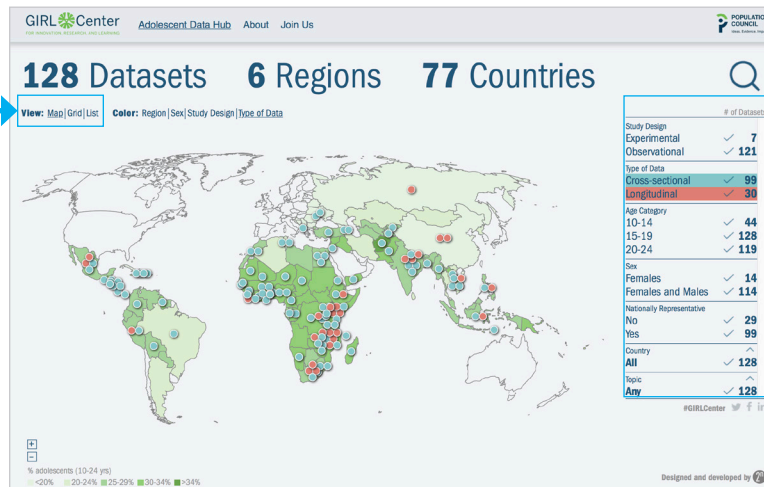 GIRL Center
FOR INNOVATION, RESEARCH AND LEARNING
Adolescent Data Hub About Join Us
POPULATIO
COUNCIL
128 Datasets 6 Regions 77 Countries
View: Map|Grid|List Color: Region|Sex|Study Design|Type of Data
# of Datasets
Study Design
Experimental 7
Observational 121
Type of Data
Cross-sectional 99
Longitudinal 30
Age Category
10-14 44
15-19 128
20-24 119
Sex
Females 14
Females and Males 114
Nationally Representative
No 29
Yes 99
Country
All 128
Topic
Any 128
#GIRLCenter
+
−
% adolescents (10-24 yrs)
<20% 20-24% 25-29% 30-34% >34%
Designed and developed by